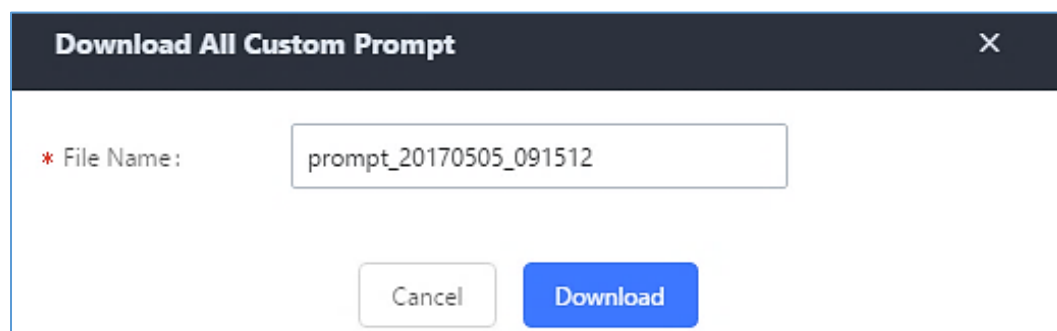 Download All Custom Prompt
* File Name:
prompt_20170505_091512
Cancel
Download